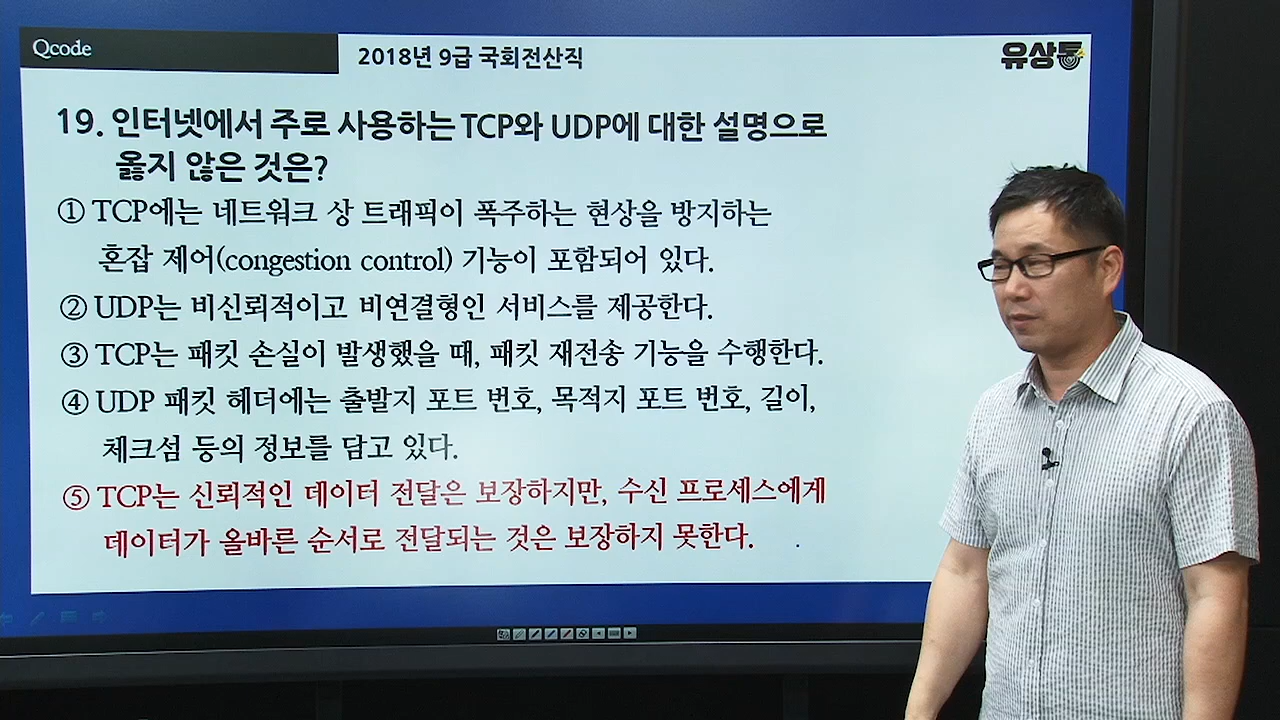 Qcode
2018년 9급 국회전산직
유상통
19. 인터넷에서 주로 사용하는 TCP와 UDP에 대한 설명으로
옳지 않은 것은?
① TCP에는 네트워크 상 트래픽이 폭주하는 현상을 방지하는
혼잡 제어(congestion control) 기능이 포함되어 있다.
② UDP는 비신뢰적이고 비연결형인 서비스를 제공한다.
③ TCP는 패킷 손실이 발생했을 때, 패킷 재전송 기능을 수행한다.
④ UDP 패킷 헤더에는 출발지 포트 번호, 목적지 포트 번호, 길이,
체크섬 등의 정보를 담고 있다.
⑤ TCP는 신뢰적인 데이터 전달은 보장하지만, 수신 프로세스에게
데이터가 올바른 순서로 전달되는 것은 보장하지 못한다.